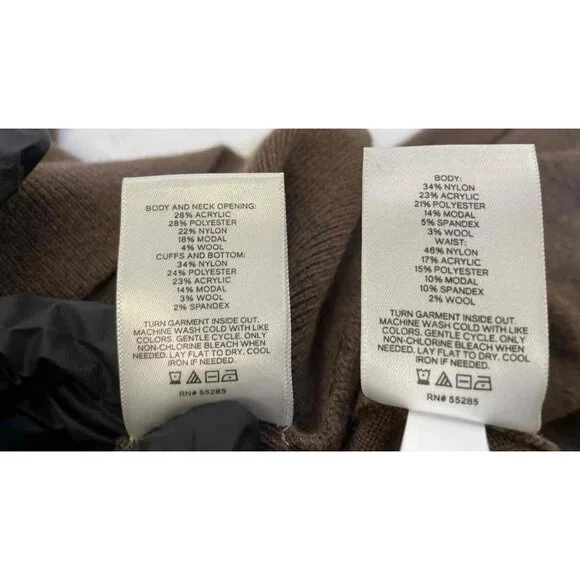 BODY AND NECK OPENING:
28% ACRYLIC
28% POLYESTER
22% NYLON
18% MODAL
4% WOOL
CUFFS AND BOTTOM:
34% NYLON
24% POLYESTER
23% ACRYLIC
14% MODAL
3% WOOL
2% SPANDEX
TURN GARMENT INSIDE OUT.
MACHINE WASH COLD WITH LIKE
COLORS. GENTLE CYCLE. ONLY
NON-CHLORINE BLEACH WHEN
NEEDED. LAY FLAT TO DRY. COOL
IRON IF NEEDED.
RN# 55285
BODY:
34% NYLON
23% ACRYLIC
21% POLYESTER
14% MODAL
5% SPANDEX
3% WOOL
WAIST:
46% NYLON
17% ACRYLIC
15% POLYESTER
10% MODAL
10% SPANDEX
2% WOOL
TURN GARMENT INSIDE OUT.
MACHINE WASH COLD WITH LIKE
COLORS. GENTLE CYCLE. ONLY
NON-CHLORINE BLEACH WHEN
NEEDED. LAY FLAT TO DRY. COOL
IRON IF NEEDED.
RN# 55285